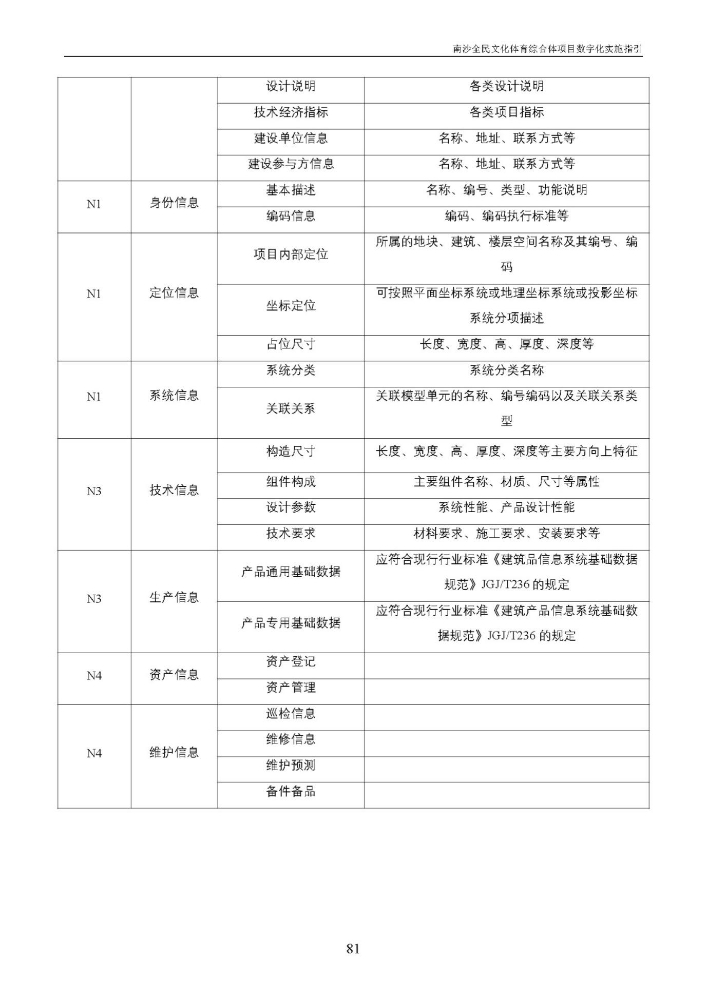 南沙全民文化体育综合体项目数字化实施指引
设计说明
各类设计说明
技术经济指标
各类项目指标
建设单位信息
名称、地址、联系方式等
建设参与方信息
名称、地址、联系方式等
N1
身份信息
基本描述
名称、编号、类型、功能说明
编码信息
编码、编码执行标准等
N1
定位信息
项目内部定位
所属的地块、建筑、楼层空间名称及其编号、编
码
坐标定位
可按照平面坐标系统或地理坐标系统或投影坐标
系统分项描述
占位尺寸
长度、宽度、高、厚度、深度等
N1
系统信息
系统分类
系统分类名称
关联关系
关联模型单元的名称、编号编码以及关联关系类
型
N3
技术信息
构造尺寸
长度、宽度、高、厚度、深度等主要方向上特征
组件构成
主要组件名称、材质、尺寸等属性
设计参数
系统性能、产品设计性能
技术要求
材料要求、施工要求、安装要求等
N3
生产信息
产品通用基础数据
应符合现行行业标准《建筑品信息系统基础数据
规范》JGJ/T236 的规定
产品专用基础数据
应符合现行行业标准《建筑产品信息系统基础数
据规范》JGJ/T236 的规定
N4
资产信息
资产登记
资产管理
N4
维护信息
巡检信息
维修信息
维护预测
备件备品
81